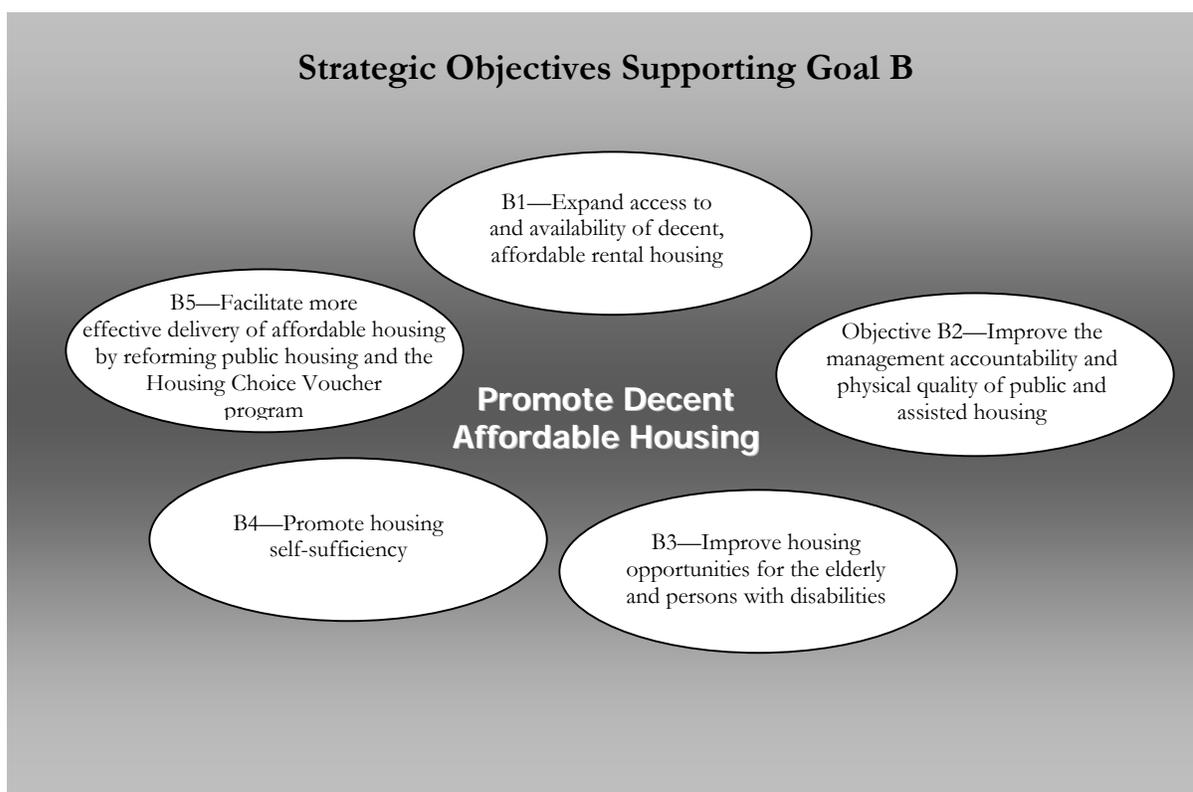 Strategic Objectives Supporting Goal B
B1—Expand access to
and availability of decent,
affordable rental housing
B5—Facilitate more
effective delivery of affordable housing
by reforming public housing and the
Housing Choice Voucher
program
Objective B2—Improve the
management accountability and
physical quality of public and
assisted housing
Promote Decent
Affordable Housing
B4—Promote housing
self-sufficiency
B3—Improve housing
opportunities for the elderly
and persons with disabilities